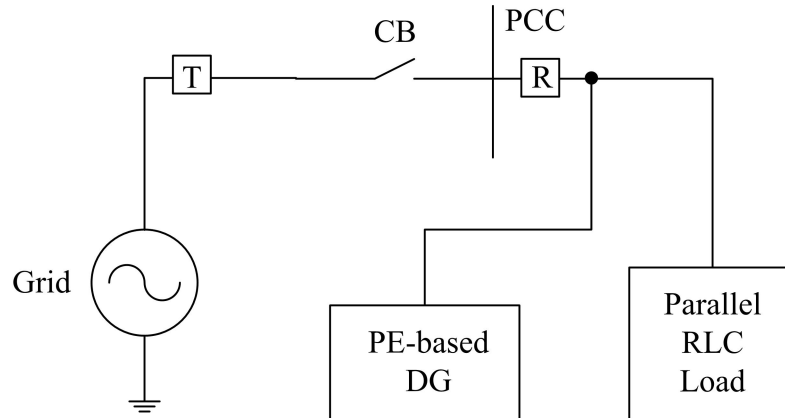 CB
PCC
T
R
Grid
PE-based
DG
Parallel
RLC
Load